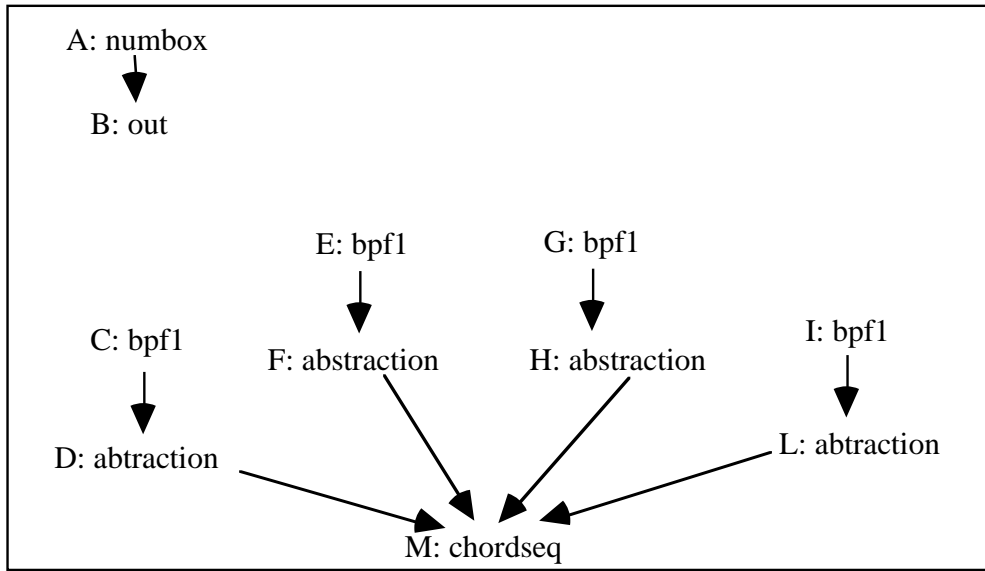 A: numbox
B: out
E: bpf1
G: bpf1
C: bpf1
I: bpf1
F: abstraction
H: abstraction
D: abtraction
L: abtraction
M: chordseq